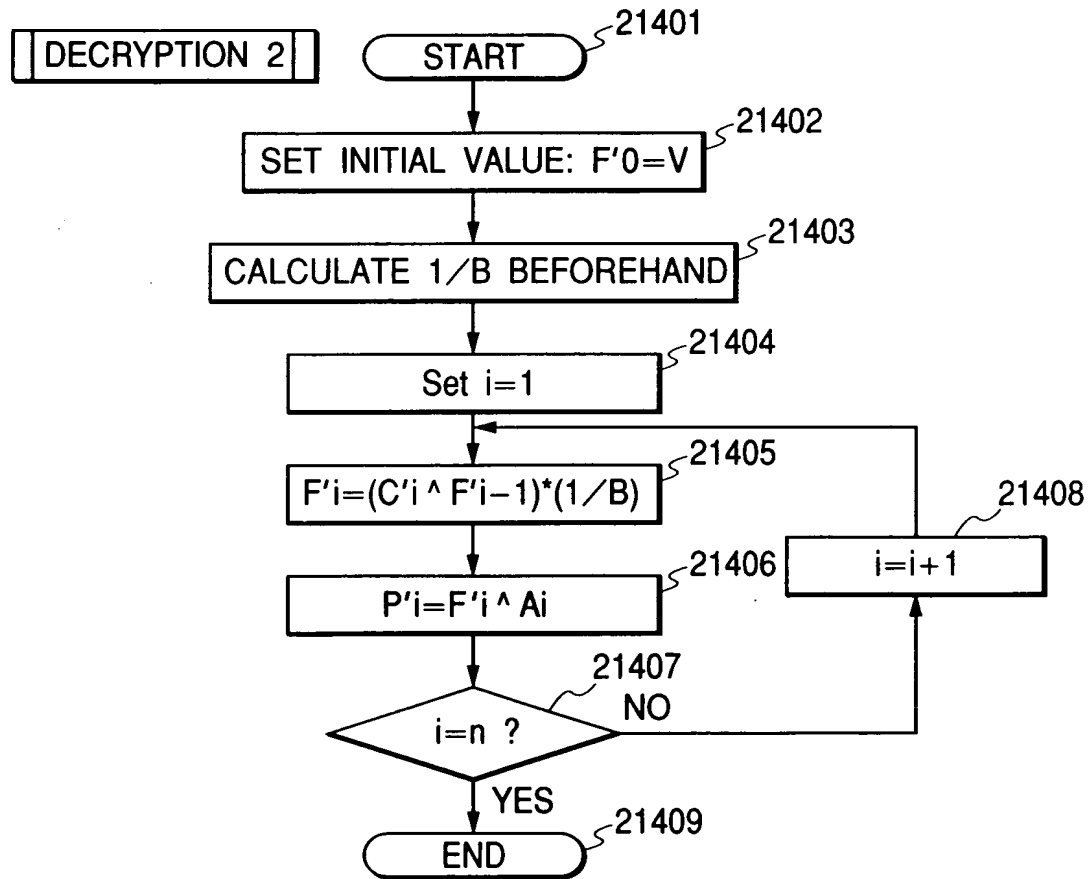 DECRYPTION 2
START
21401
SET INITIAL VALUE: F'0=V
21402
CALCULATE 1/B BEFOREHAND
21403
Set i=1
21404
F'i=(C'i ^ F'i-1)*(1/B)
21405
P'i=F'i ^ Ai
21406
i=i+1
21408
i=n ?
21407
NO
YES
END
21409